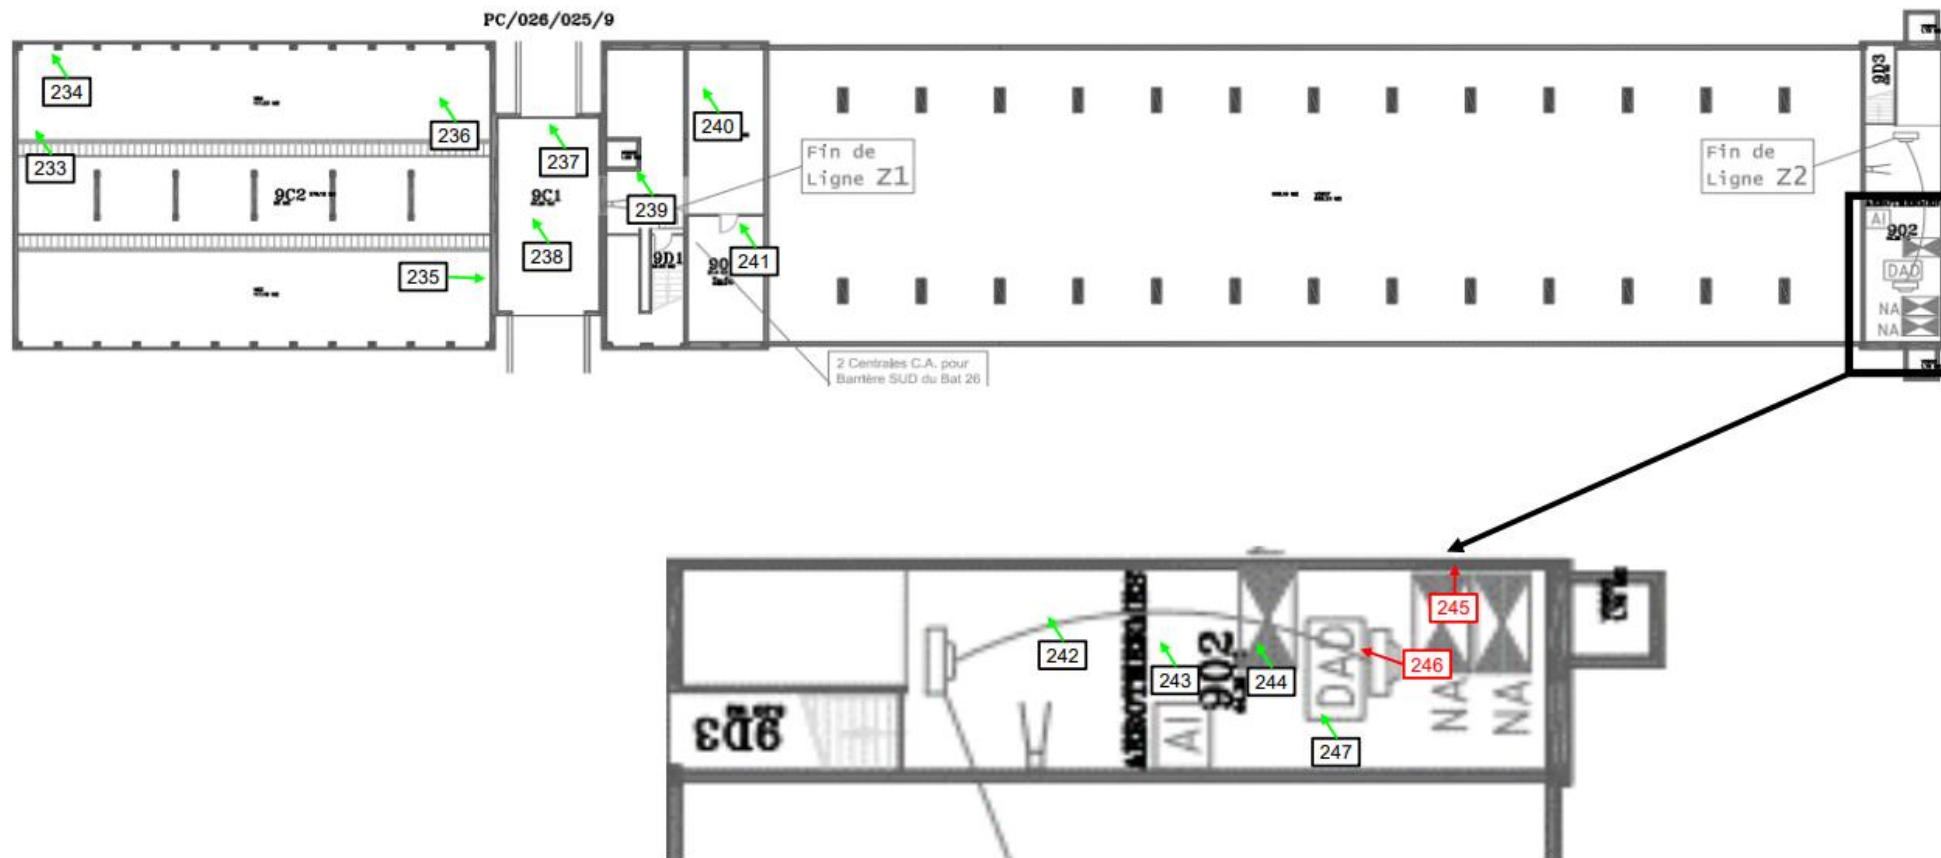 PC/026/025/9
234
236
233
237
240
9D3
Fin de
Ligne Z1
Fin de
Ligne Z2
9C2
9C1
239
AI
902
238
9D1
241
90
235
DAD
NA
NA
2 Centrales C.A. pour
Barrière SUD du Bat 26
245
242
243
902
244
DAD
246
NA
NA
9D3
AI
247